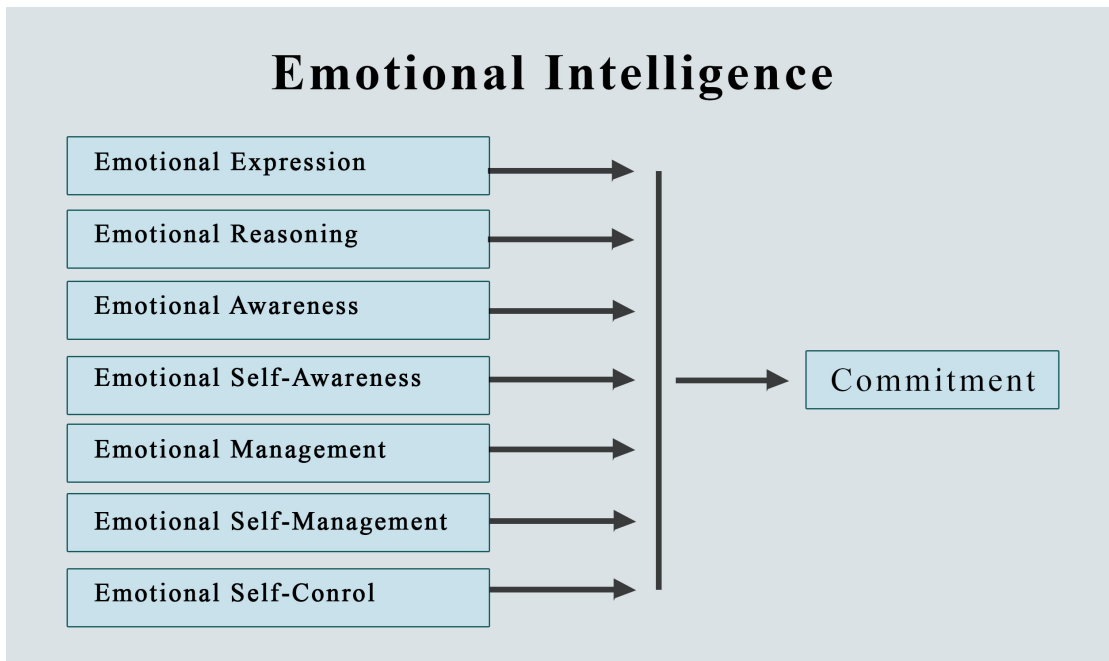 Emotional Intelligence
Emotional Expression
Emotional Reasoning
Emotional Awareness
Emotional Self-Awareness
Emotional Management
Emotional Self-Management
Emotional Self-Conrol
Commitment